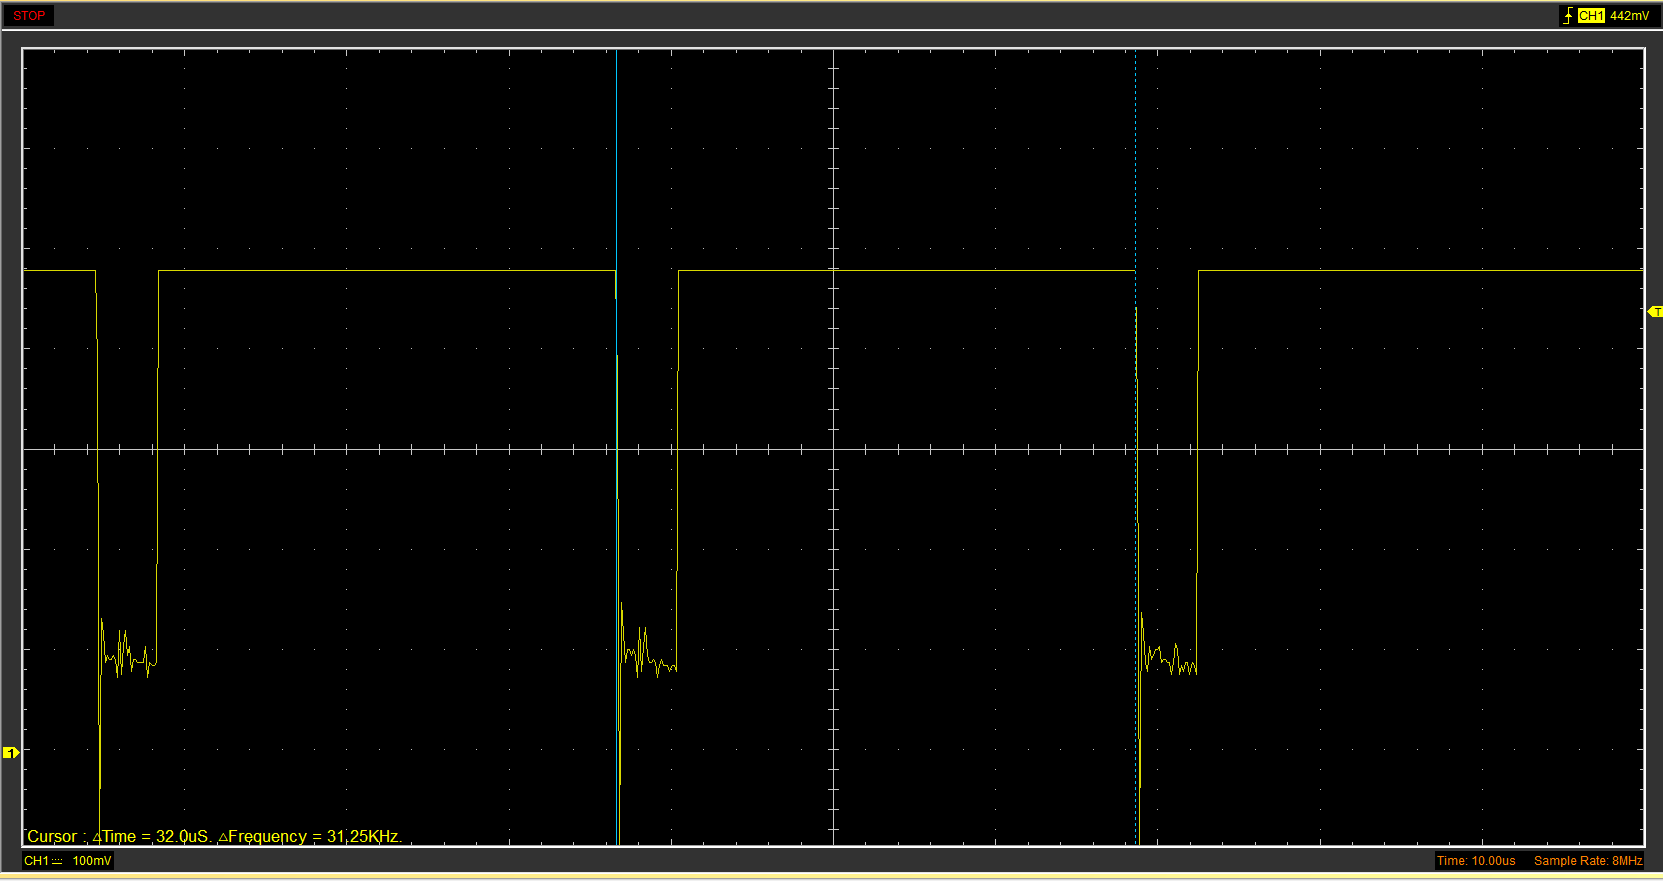 STOP
CH1 442mV
T
1
Cursor : △Time = 32.0uS. △Frequency = 31.25KHz.
CH1 100mV
Time: 10.00us Sample Rate: 8MHz